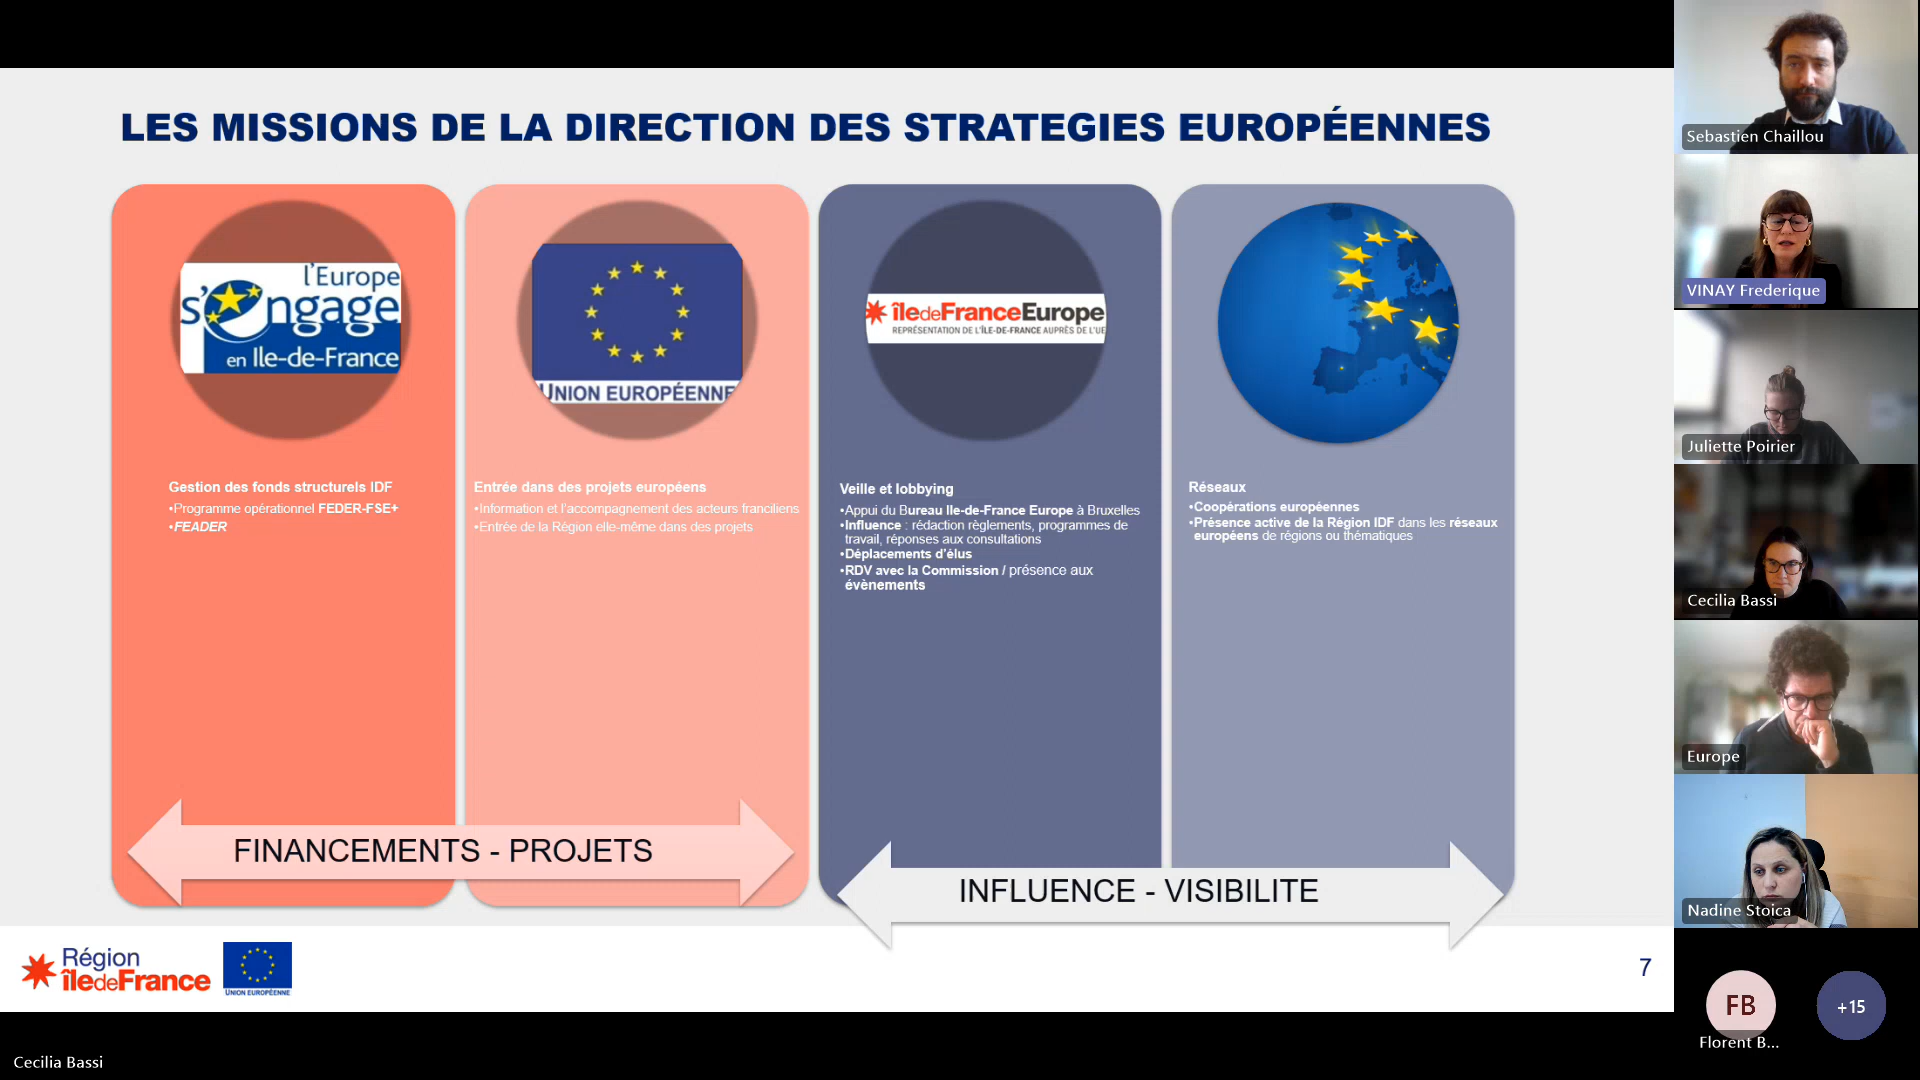 LES MISSIONS DE LA DIRECTION DES STRATEGIES EUROPÉENNES
l'Europe
s'engage
en Ile-de-France
Gestion des fonds structurels IDF
•Programme opérationnel FEDER-FSE+
•FEADER
UNION EUROPÉENNE
Entrée dans des projets européens
•Information et l'accompagnement des acteurs franciliens
•Entrée de la Région elle-même dans des projets
îledeFranceEurope
REPRÉSENTATION DE L'ÎLE-DE-FRANCE AUPRÈS DE L'UE
Veille et lobbying
•Appui du Bureau Ile-de-France Europe à Bruxelles
•Influence : rédaction règlements, programmes de
travail, réponses aux consultations
•Déplacements d'élus
•RDV avec la Commission / présence aux
évènements
Réseaux
•Coopérations européennes
•Présence active de la Région IDF dans les réseaux
européens de régions ou thématiques
FINANCEMENTS - PROJETS
INFLUENCE - VISIBILITE
Région
îledeFrance
UNION EUROPÉENNE
7
Cecilia Bassi
Sebastien Chaillou
VINAY Frederique
Juliette Poirier
Cecilia Bassi
Europe
Nadine Stoica
FB
Florent B...
+15